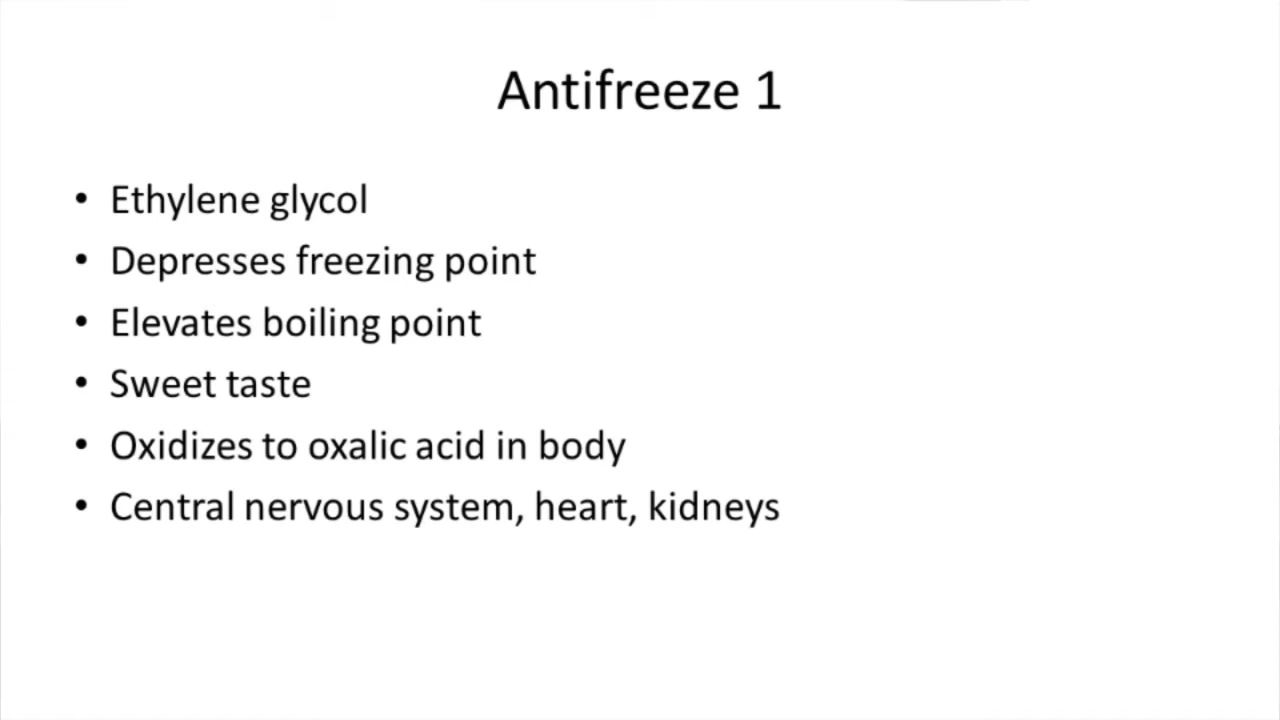 Antifreeze 1
• Ethylene glycol
• Depresses freezing point
• Elevates boiling point
• Sweet taste
• Oxidizes to oxalic acid in body
• Central nervous system, heart, kidneys